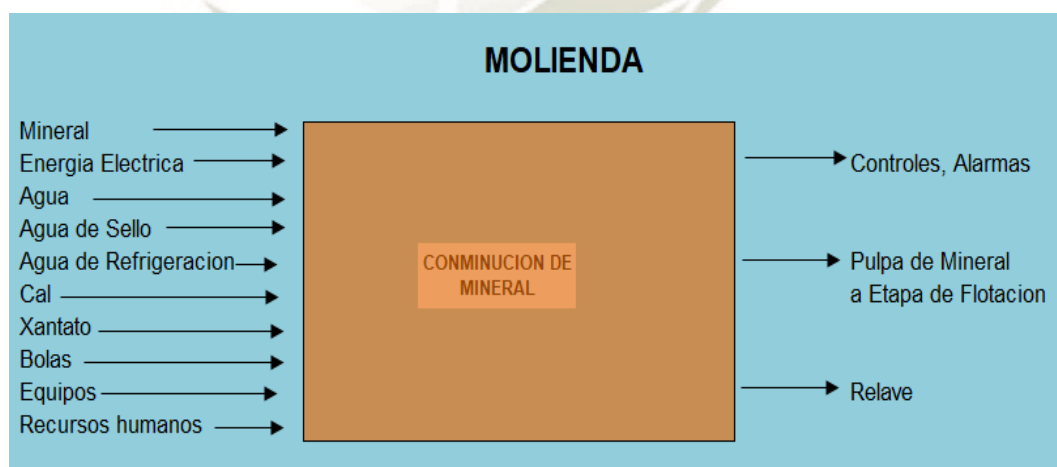 MOLIENDA
Mineral
Energia Electrica
Agua
Agua de Sello
Agua de Refrigeracion
Cal
Xantato
Bolas
Equipos
Recursos humanos
CONMINUCION DE
MINERAL
Controles, Alarmas
Pulpa de Mineral
a Etapa de Flotacion
Relave